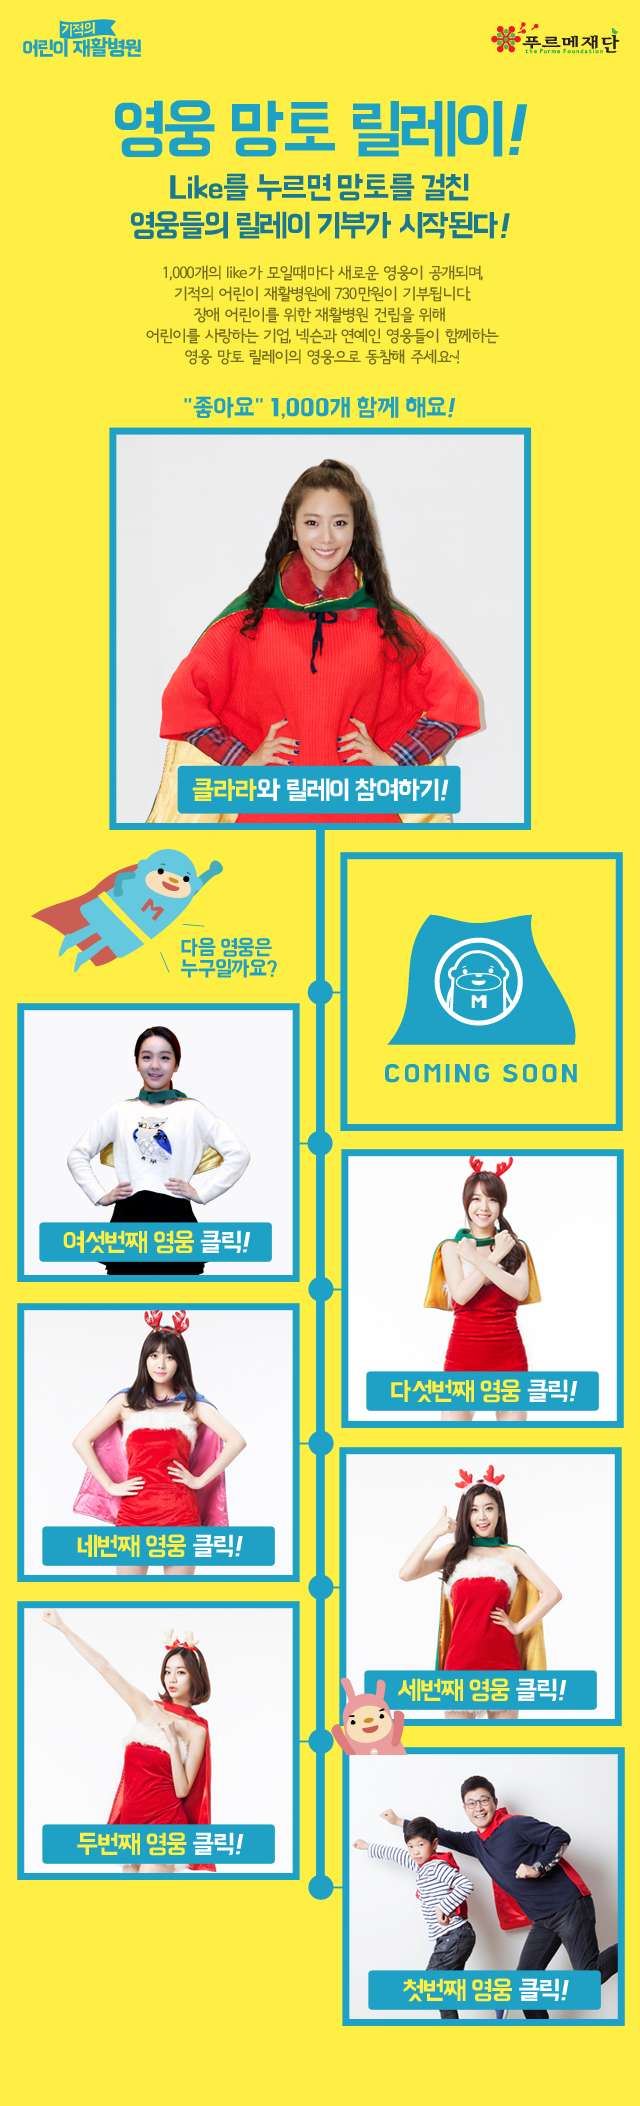 기적의
어린이 재활병원
푸르메재단
the Purme Foundation
영웅 망토 릴레이!
Like를 누르면 망토를 걸친
영웅들의 릴레이 기부가 시작된다!
1,000개의 like가 모일때마다 새로운 영웅이 공개되며,
기적의 어린이 재활병원에 730만원이 기부됩니다.
장애 어린이를 위한 재활병원 건립을 위해
어린이를 사랑하는 기업, 넥슨과 연예인 영웅들이 함께하는
영웅 망토 릴레이의 영웅으로 동참해 주세요~!
"좋아요" 1,000개 함께 해요!
클라라와 릴레이 참여하기!
M
다음 영웅은
누구일까요?
M
COMING SOON
여섯번째 영웅 클릭!
다섯번째 영웅 클릭!
네번째 영웅 클릭!
세번째 영웅 클릭!
두번째 영웅 클릭!
첫번째 영웅 클릭!